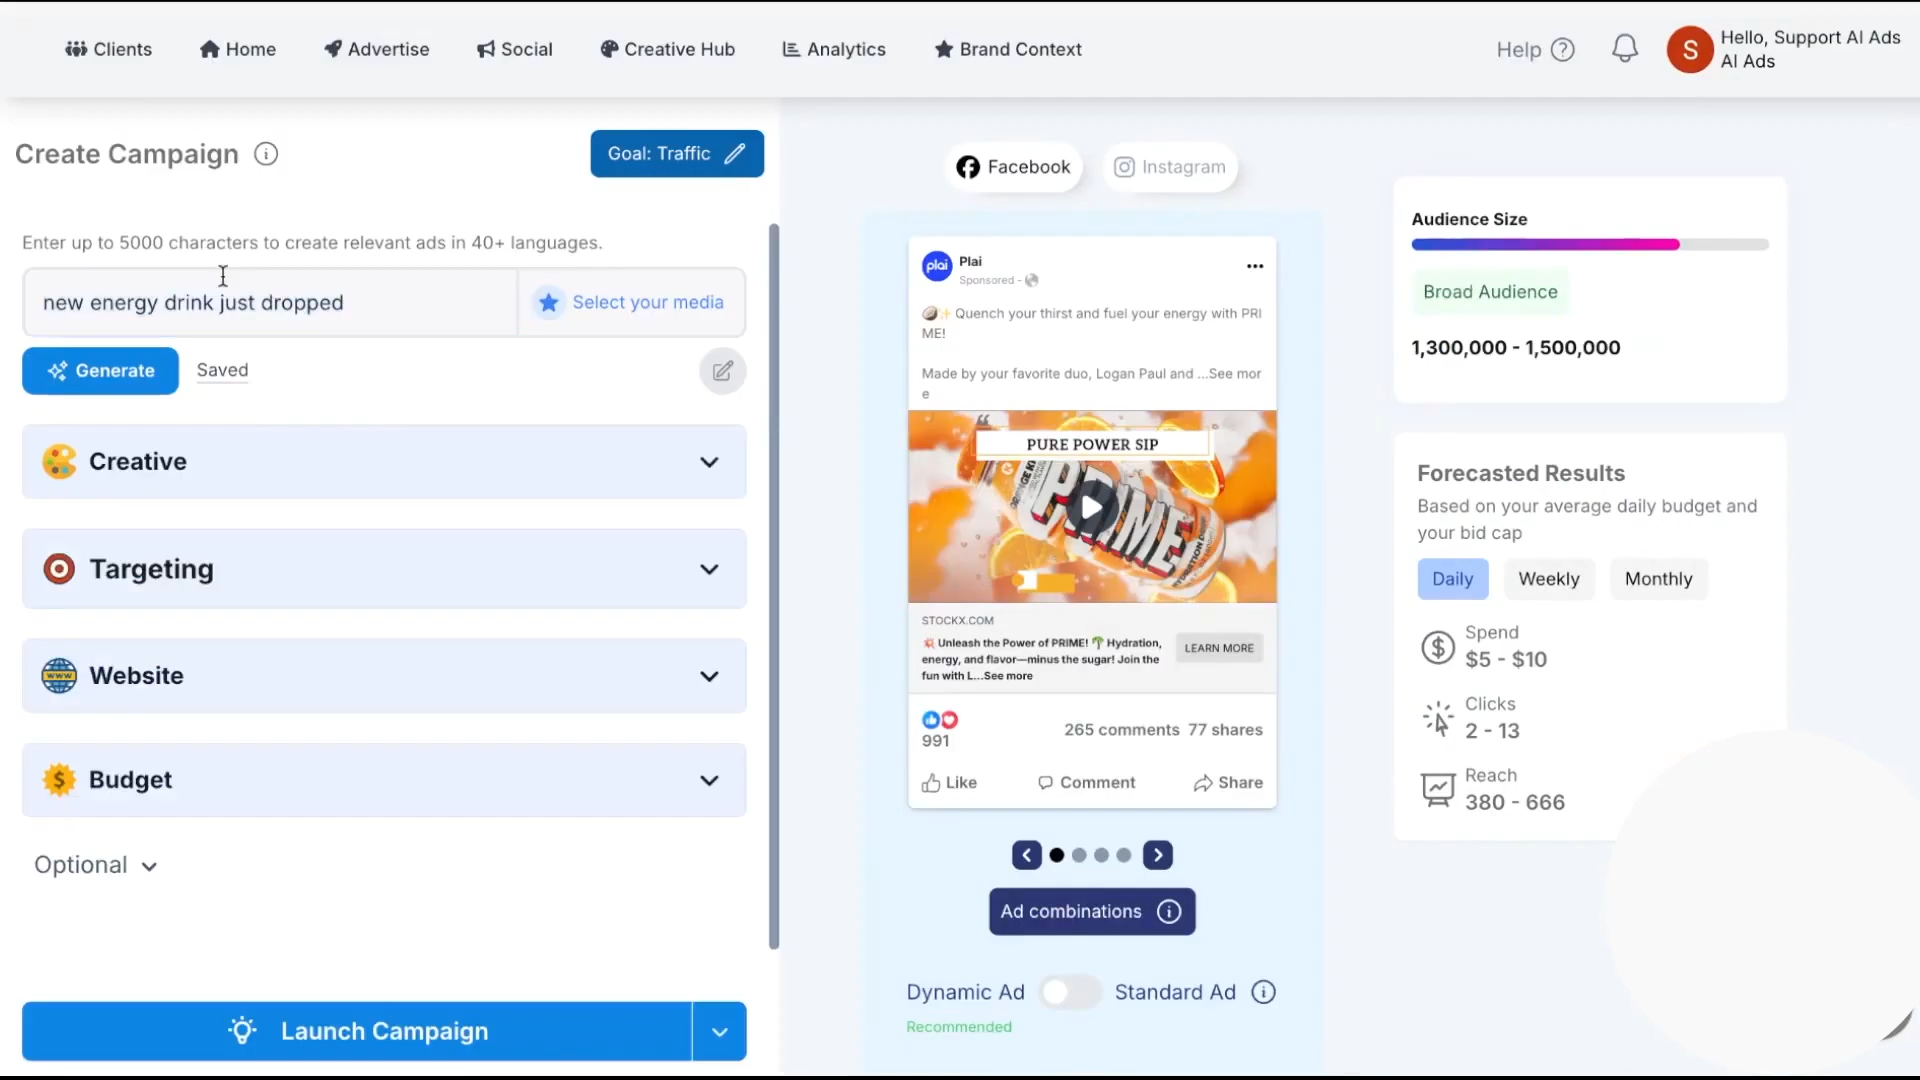 Clients
Home
Advertise
Social
Creative Hub
Analytics
Brand Context
Help
S
Hello, Support AI Ads
AI Ads
Create Campaign
Goal: Traffic
Enter up to 5000 characters to create relevant ads in 40+ languages.
new energy drink just dropped
Select your media
Generate
Saved
Creative
Targeting
WWW
Website
$
Budget
Optional
Launch Campaign
Facebook
Instagram
plai
Plai
Sponsored -
Quench your thirst and fuel your energy with PRI
ME!
Made by your favorite duo, Logan Paul and ...See mor
e
PURE POWER SIP
PRIME
HYDRATION DRINK
STOCKX.COM
Unleash the Power of PRIME! Hydration,
energy, and flavor—minus the sugar! Join the
fun with L...See more
LEARN MORE
991
265 comments 77 shares
Like
Comment
Share
Ad combinations
Dynamic Ad
Standard Ad
Recommended
Audience Size
Broad Audience
1,300,000 - 1,500,000
Forecasted Results
Based on your average daily budget and
your bid cap
Daily
Weekly
Monthly
$
Spend
$5 - $10
Clicks
2 - 13
Reach
380 - 666